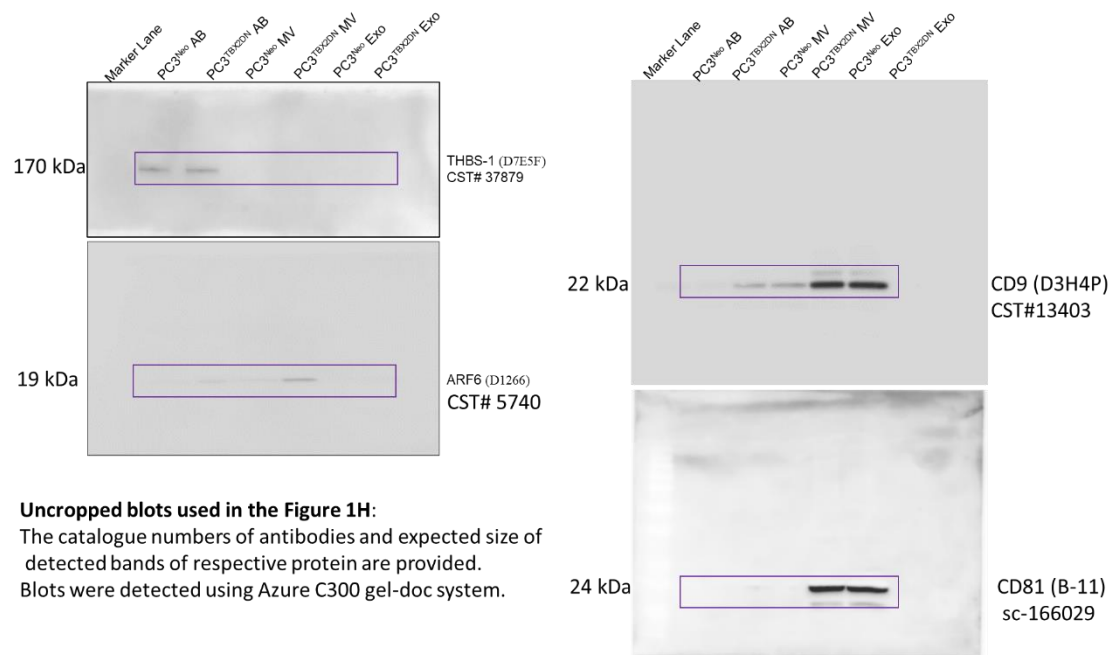 Marker Lane
PC3ᴺᵉᵒ AB
PC3ᵀᴮˣ²ᴰᴺ AB
PC3ᴺᵉᵒ MV
PC3ᵀᴮˣ²ᴰᴺ MV
PC3ᴺᵉᵒ Exo
PC3ᵀᴮˣ²ᴰᴺ Exo
170 kDa
THBS-1 (D7E5F)
CST# 37879
19 kDa
ARF6 (D1266)
CST# 5740
Uncropped blots used in the Figure 1H:
The catalogue numbers of antibodies and expected size of
detected bands of respective protein are provided.
Blots were detected using Azure C300 gel-doc system.
Marker Lane
PC3ᴺᵉᵒ AB
PC3ᵀᴮˣ²ᴰᴺ AB
PC3ᴺᵉᵒ MV
PC3ᵀᴮˣ²ᴰᴺ MV
PC3ᴺᵉᵒ Exo
PC3ᵀᴮˣ²ᴰᴺ Exo
22 kDa
CD9 (D3H4P)
CST#13403
24 kDa
CD81 (B-11)
sc-166029